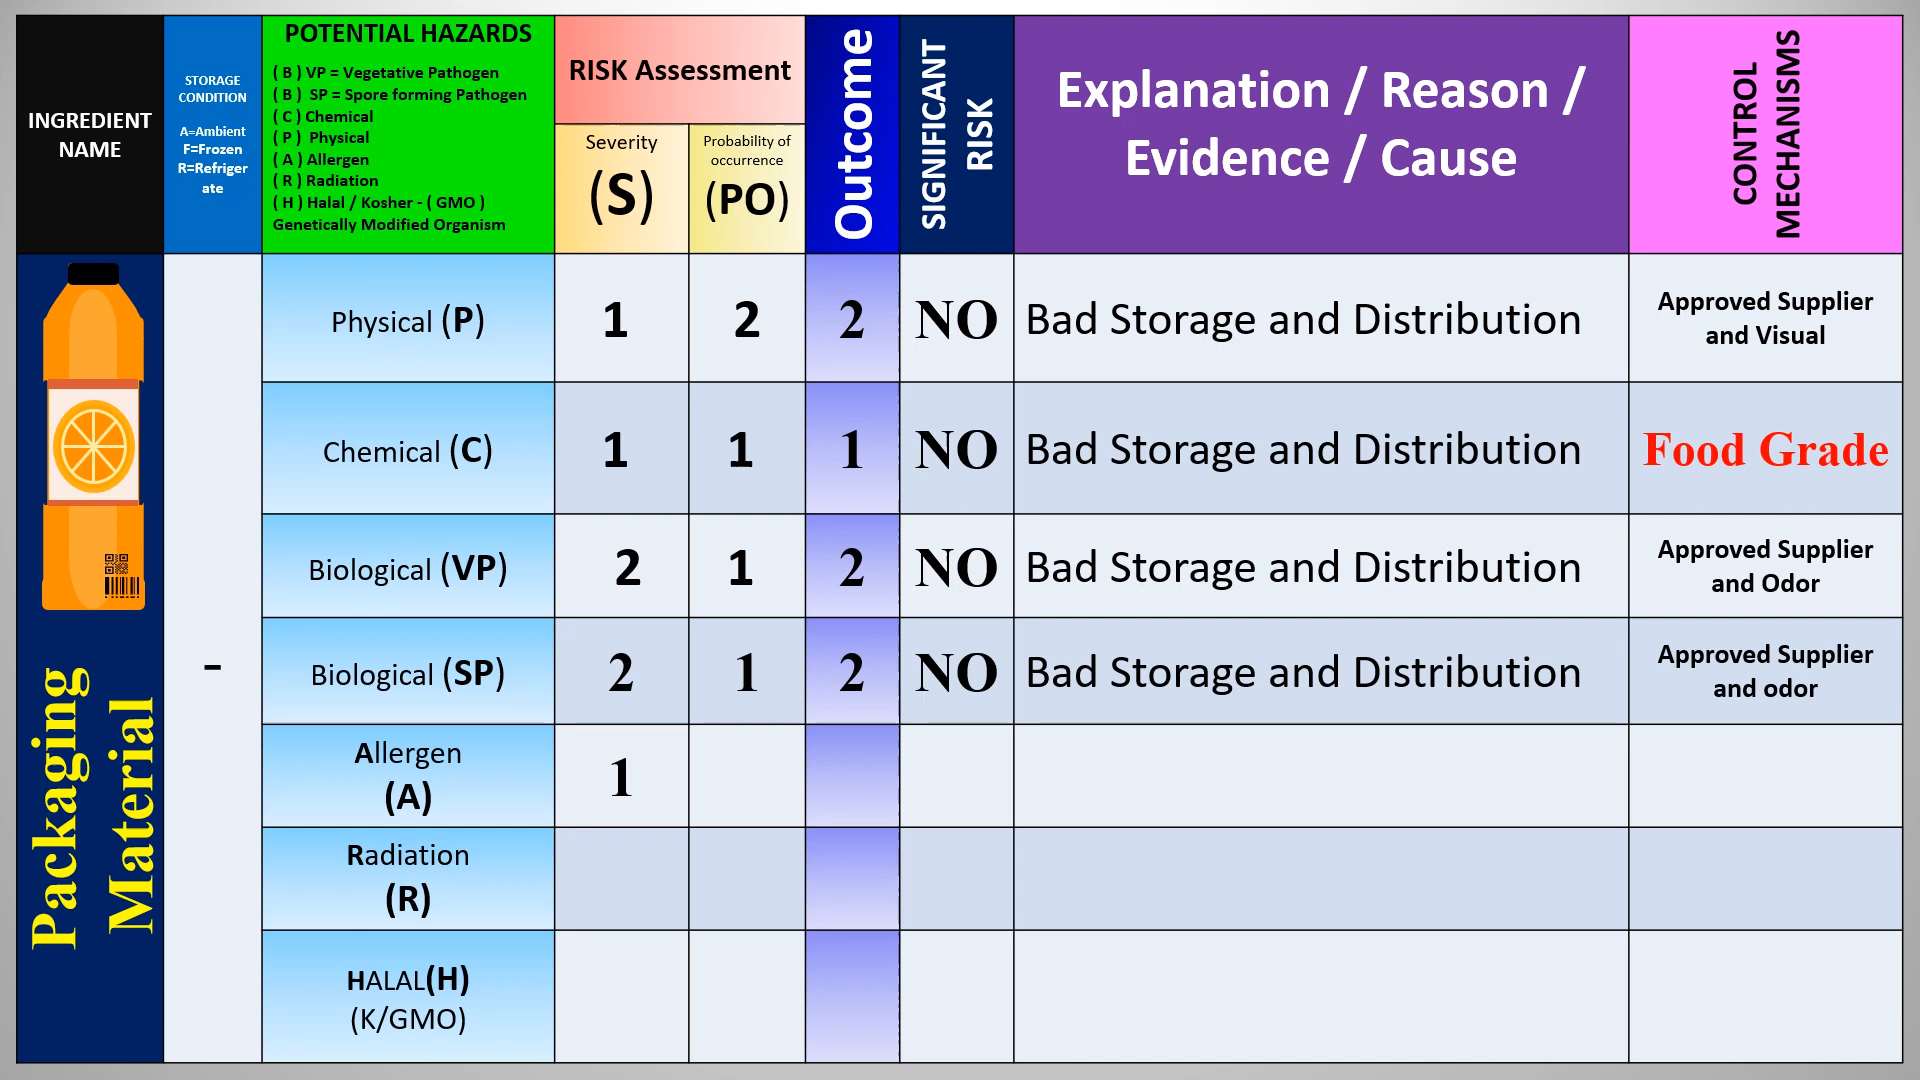 INGREDIENT
NAME
STORAGE
CONDITION
A=Ambient
F=Frozen
R=Refriger
ate
POTENTIAL HAZARDS
( B ) VP = Vegetative Pathogen
( B ) SP = Spore forming Pathogen
( C ) Chemical
( P ) Physical
( A ) Allergen
( R ) Radiation
( H ) Halal / Kosher - ( GMO )
Genetically Modified Organism
RISK Assessment
Severity
(S)
Probability of
occurrence
(PO)
Outcome
SIGNIFICANT
RISK
Explanation / Reason /
Evidence / Cause
CONTROL
MECHANISMS
Packaging
Material
-
Physical (P)
1
2
2
NO
Bad Storage and Distribution
Approved Supplier
and Visual
Chemical (C)
1
1
1
NO
Bad Storage and Distribution
Food Grade
Biological (VP)
2
1
2
NO
Bad Storage and Distribution
Approved Supplier
and Odor
Biological (SP)
2
1
2
NO
Bad Storage and Distribution
Approved Supplier
and odor
Allergen
(A)
1
Radiation
(R)
HALAL(H)
(K/GMO)